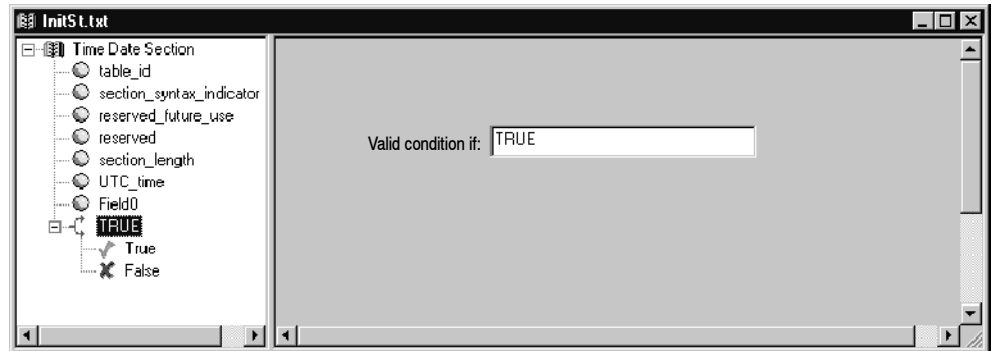 InitSt.txt
Time Date Section
table_id
section_syntax_indicator
reserved_future_use
reserved
section_length
UTC_time
Field0
TRUE
True
False
Valid condition if: TRUE